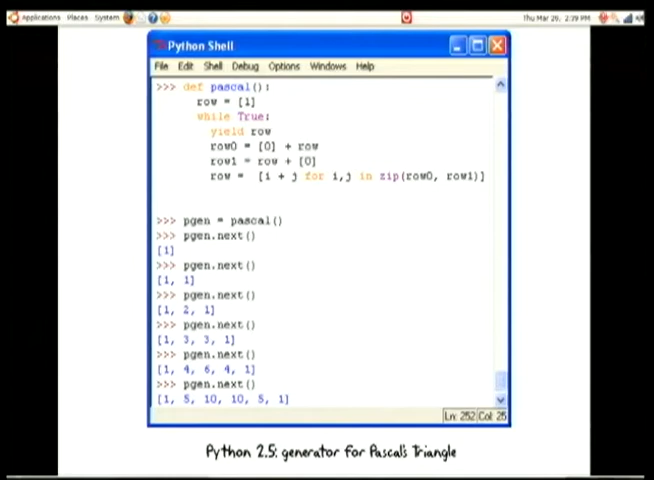 Applications Places System
Thu Mar 29, 2:39 PM
Python Shell
File Edit Shell Debug Options Windows Help
>>> def pascal():
row = [1]
while True:
yield row
row0 = [0] + row
row1 = row + [0]
row = [i + j for i,j in zip(row0, row1)]
>>> pgen = pascal()
>>> pgen.next()
[1]
>>> pgen.next()
[1, 1]
>>> pgen.next()
[1, 2, 1]
>>> pgen.next()
[1, 3, 3, 1]
>>> pgen.next()
[1, 4, 6, 4, 1]
>>> pgen.next()
[1, 5, 10, 10, 5, 1]
Ln: 252 Col: 25
Python 2.5: generator for Pascal's Triangle